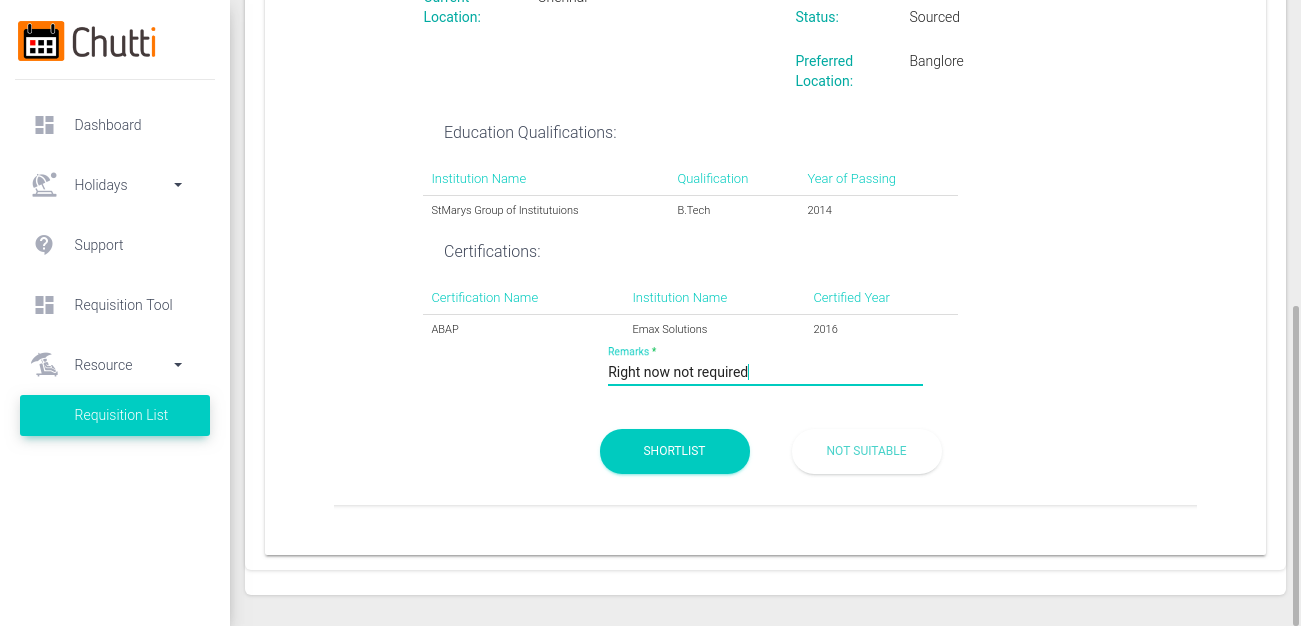 Chutti
Dashboard
Holidays
Support
Requisition Tool
Resource
Requisition List
Location:
Status: Sourced
Preferred Banglore
Location:
Education Qualifications:
Institution Name Qualification Year of Passing
StMarys Group of Institutuions B.Tech 2014
Certifications:
Certification Name Institution Name Certified Year
ABAP Emax Solutions 2016
Remarks *
Right now not required
SHORTLIST NOT SUITABLE